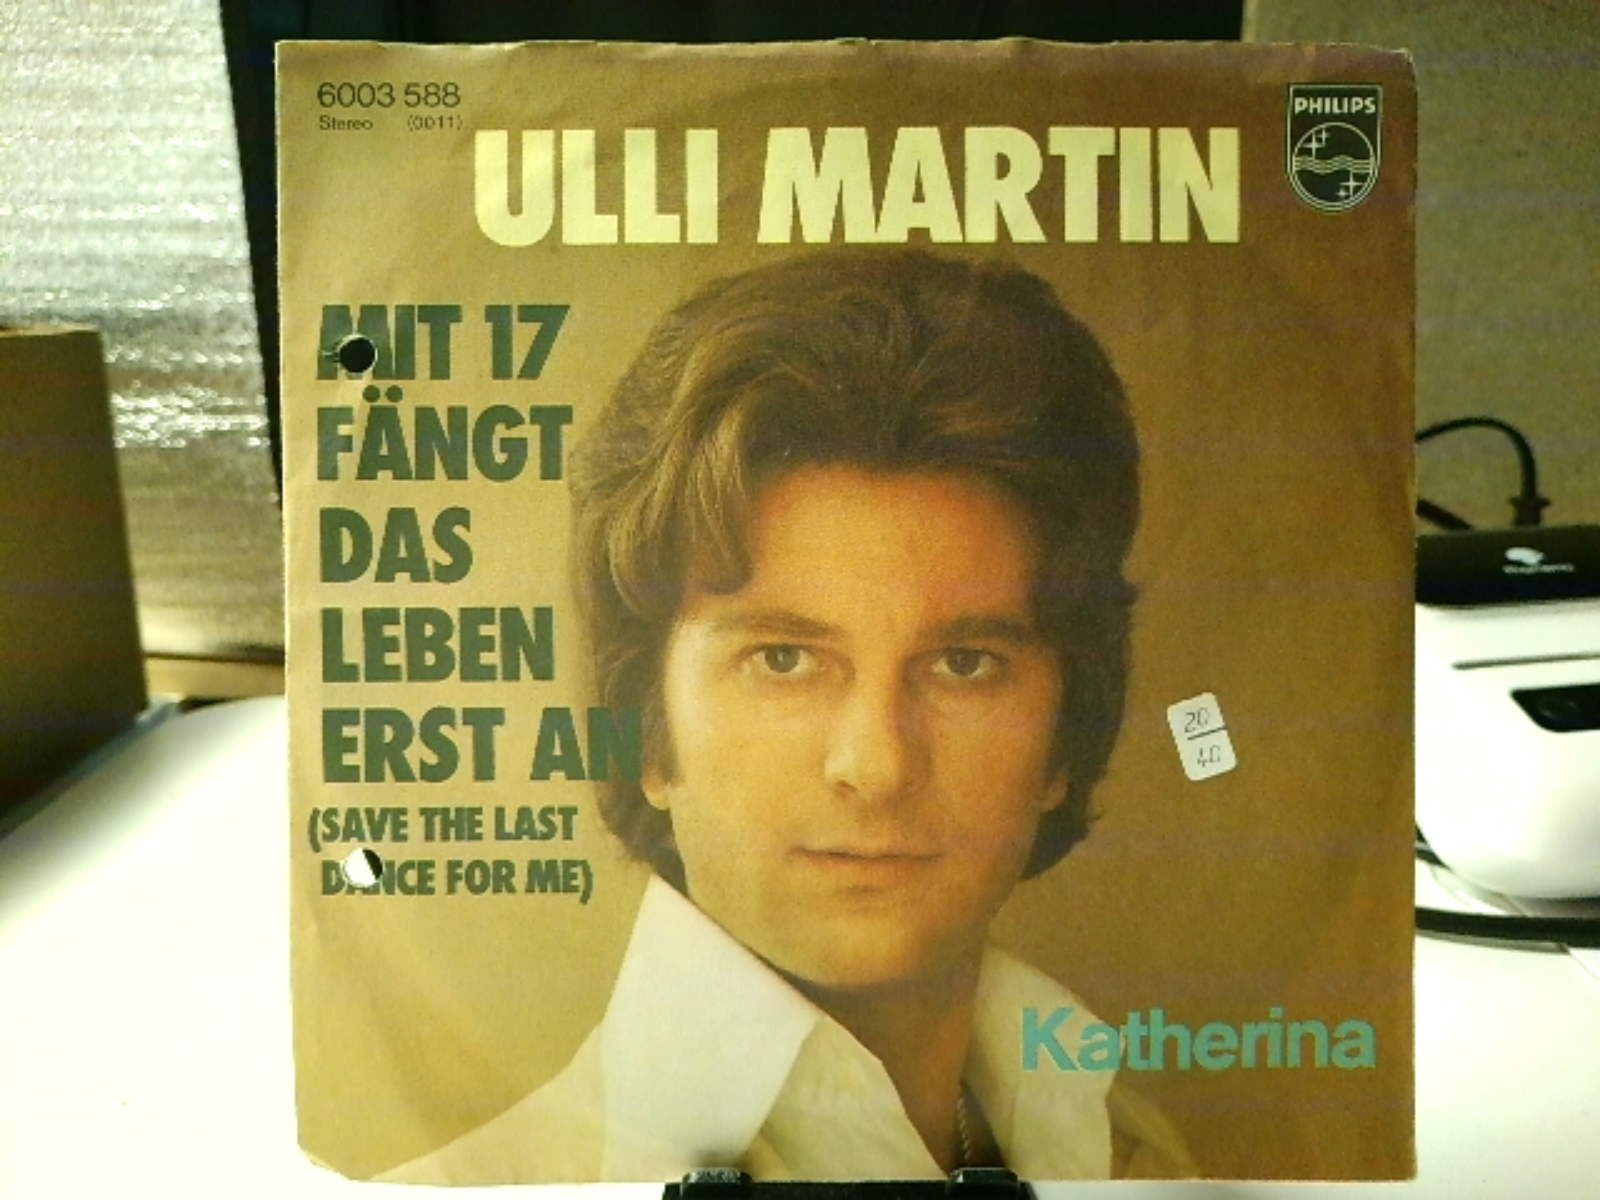 6003 588
Stereo (0011)
PHILIPS
ULLI MARTIN
MIT 17
FÄNGT
DAS
LEBEN
ERST AN
(SAVE THE LAST
DANCE FOR ME)
20
40
Katherina